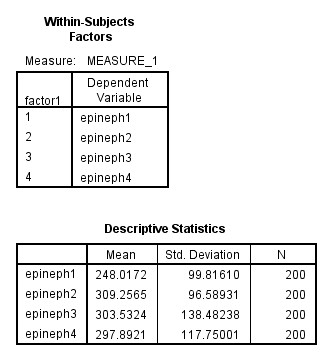 Within-Subjects
Factors
Measure: MEASURE_1
factor1 Dependent Variable
1 epineph1
2 epineph2
3 epineph3
4 epineph4
Descriptive Statistics
Mean Std. Deviation N
epineph1 248.0172 99.81610 200
epineph2 309.2565 96.58931 200
epineph3 303.5324 138.48238 200
epineph4 297.8921 117.75001 200